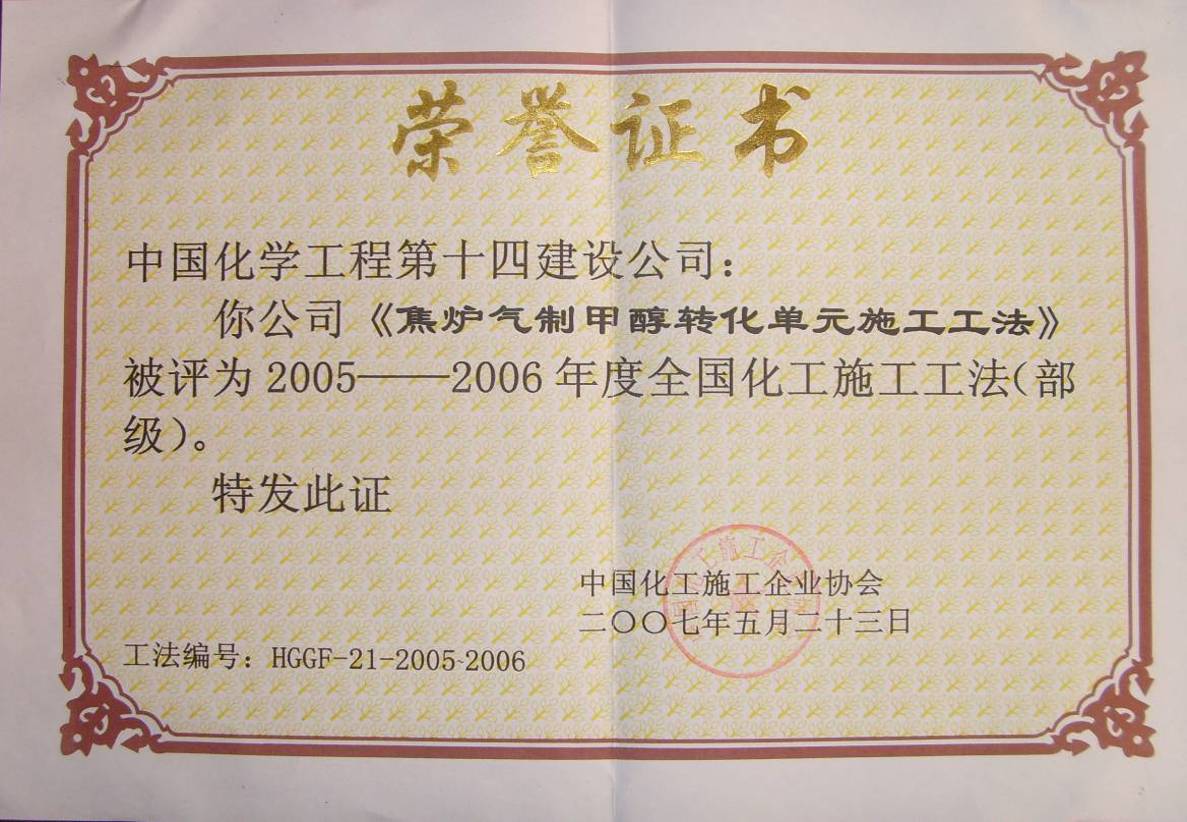 荣誉证书
中国化学工程第十四建设公司：
你公司《焦炉气制甲醇转化单元施工工法》
被评为2005——2006年度全国化工施工工法（部
级）。
特发此证
中国化工施工企业协会
二〇〇七年五月二十三日
工法编号：HGGF-21-2005~2006